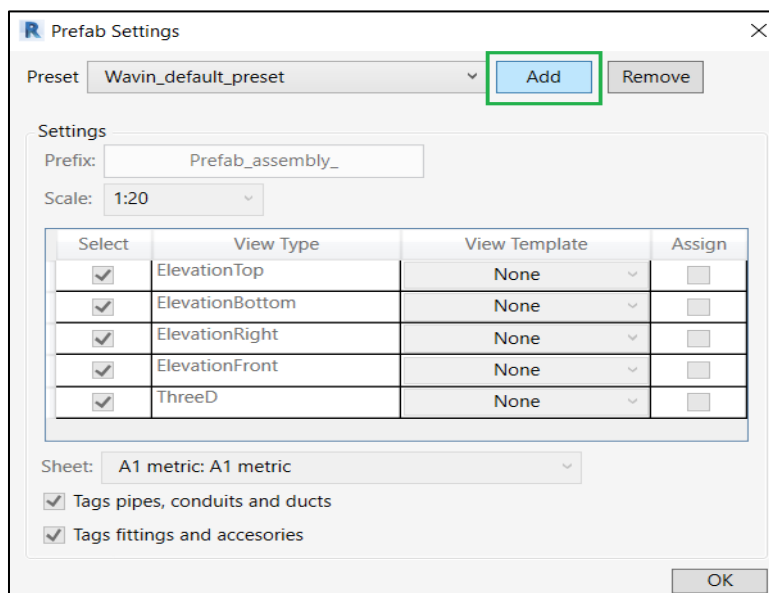 R Prefab Settings
Preset Wavin_default_preset Add Remove
Settings
Prefix: Prefab_assembly_
Scale: 1:20
Select View Type View Template Assign
ElevationTop None
ElevationBottom None
ElevationRight None
ElevationFront None
ThreeD None
Sheet: A1 metric: A1 metric
Tags pipes, conduits and ducts
Tags fittings and accesories
OK